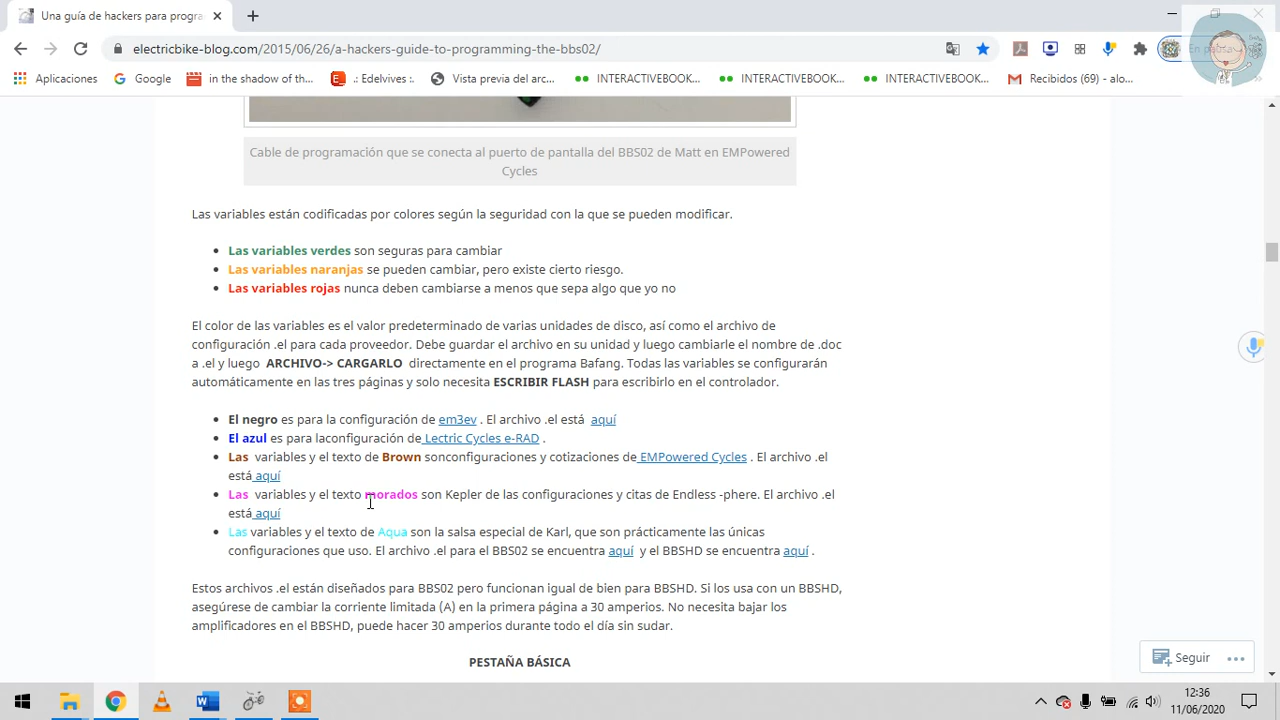 Una guía de hackers para progra
electricbike-blog.com/2015/06/26/a-hackers-guide-to-programming-the-bbs02/
En pausa
Aplicaciones Google in the shadow of th... .: Edelvives :. Vista previa del arc... INTERACTIVEBOOK... INTERACTIVEBOOK... INTERACTIVEBOOK... Recibidos (69) - alo...
Cable de programación que se conecta al puerto de pantalla del BBS02 de Matt en EMPowered
Cycles
Las variables están codificadas por colores según la seguridad con la que se pueden modificar.
Las variables verdes son seguras para cambiar
Las variables naranjas se pueden cambiar, pero existe cierto riesgo.
Las variables rojas nunca deben cambiarse a menos que sepa algo que yo no
El color de las variables es el valor predeterminado de varias unidades de disco, así como el archivo de
configuración .el para cada proveedor. Debe guardar el archivo en su unidad y luego cambiarle el nombre de .doc
a .el y luego ARCHIVO-> CARGARLO directamente en el programa Bafang. Todas las variables se configurarán
automáticamente en las tres páginas y solo necesita ESCRIBIR FLASH para escribirlo en el controlador.
El negro es para la configuración de em3ev . El archivo .el está aquí
El azul es para laconfiguración de Lectric Cycles e-RAD .
Las variables y el texto de Brown sonconfiguraciones y cotizaciones de EMPowered Cycles . El archivo .el
está aquí
Las variables y el texto morados son Kepler de las configuraciones y citas de Endless -phere. El archivo .el
está aquí
Las variables y el texto de Aqua son la salsa especial de Karl, que son prácticamente las únicas
configuraciones que uso. El archivo .el para el BBS02 se encuentra aquí y el BBSHD se encuentra aquí .
Estos archivos .el están diseñados para BBS02 pero funcionan igual de bien para BBSHD. Si los usa con un BBSHD,
asegúrese de cambiar la corriente limitada (A) en la primera página a 30 amperios. No necesita bajar los
amplificadores en el BBSHD, puede hacer 30 amperios durante todo el día sin sudar.
Seguir
PESTAÑA BÁSICA
12:36
11/06/2020